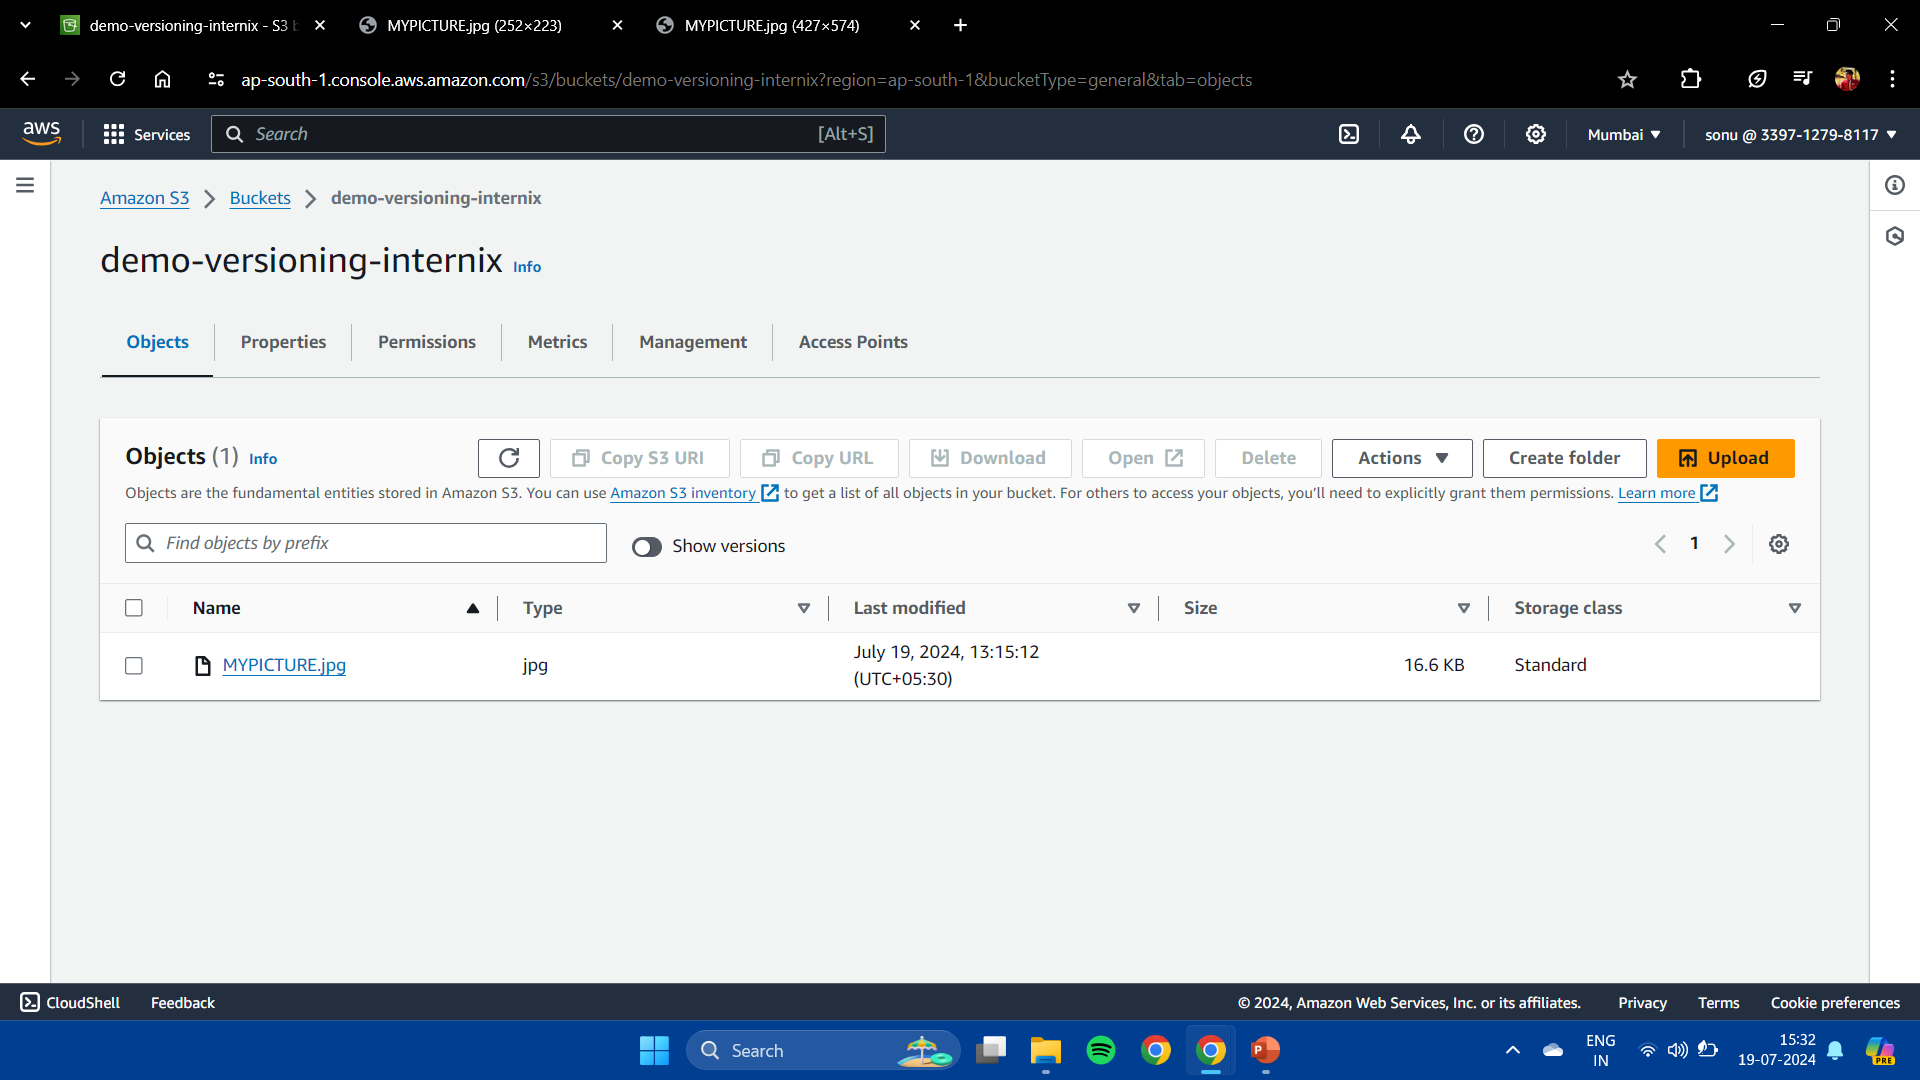 demo-versioning-internix - S3 b
MYPICTURE.jpg (252×223)
MYPICTURE.jpg (427×574)
ap-south-1.console.aws.amazon.com/s3/buckets/demo-versioning-internix?region=ap-south-1&bucketType=general&tab=objects
aws
Services
Search
[Alt+S]
Mumbai
sonu @ 3397-1279-8117
Amazon S3
Buckets
demo-versioning-internix
demo-versioning-internix Info
Objects
Properties
Permissions
Metrics
Management
Access Points
Objects (1) Info
Copy S3 URI
Copy URL
Download
Open
Delete
Actions
Create folder
Upload
Objects are the fundamental entities stored in Amazon S3. You can use Amazon S3 inventory to get a list of all objects in your bucket. For others to access your objects, you'll need to explicitly grant them permissions. Learn more
Find objects by prefix
Show versions
1
Name
Type
Last modified
Size
Storage class
MYPICTURE.jpg
jpg
July 19, 2024, 13:15:12
(UTC+05:30)
16.6 KB
Standard
CloudShell
Feedback
© 2024, Amazon Web Services, Inc. or its affiliates.
Privacy
Terms
Cookie preferences
Search
P
ENG
IN
15:32
19-07-2024
PRE